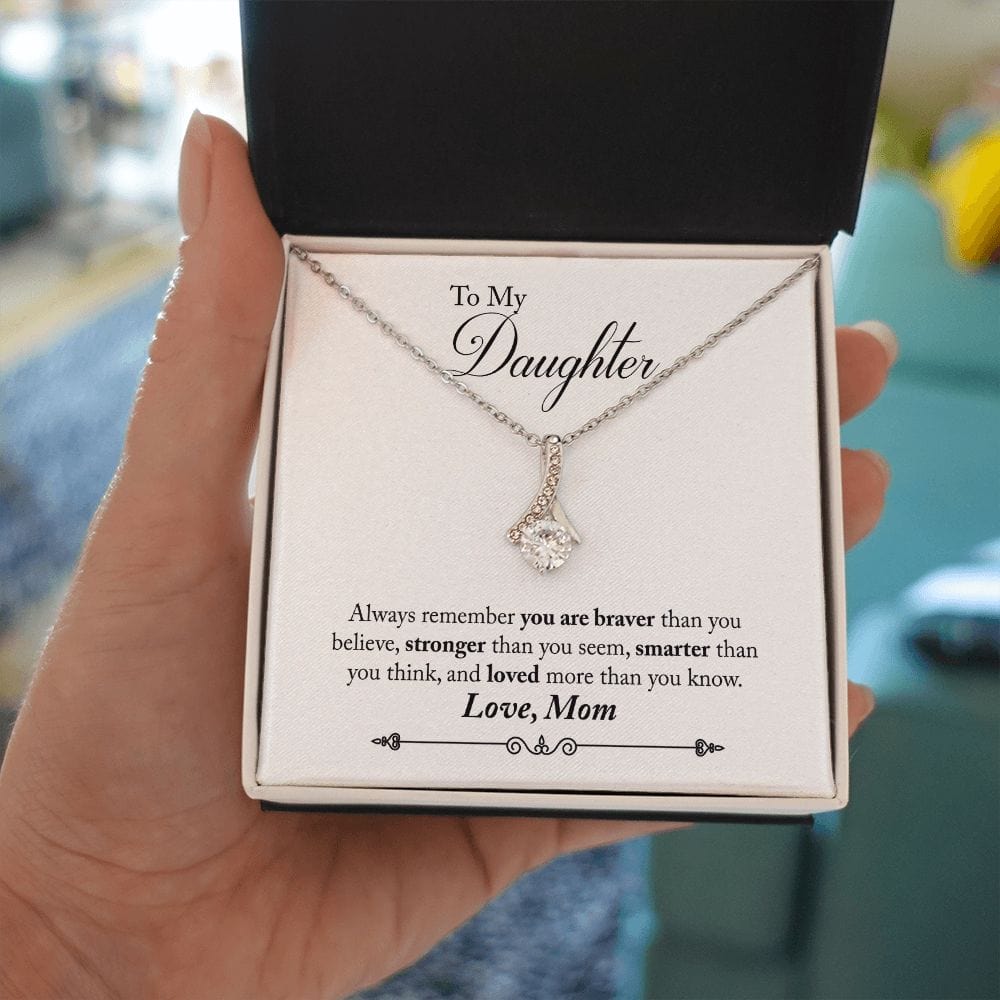 To My
Daughter
Always remember you are braver than you
believe, stronger than you seem, smarter than
you think, and loved more than you know.
Love, Mom